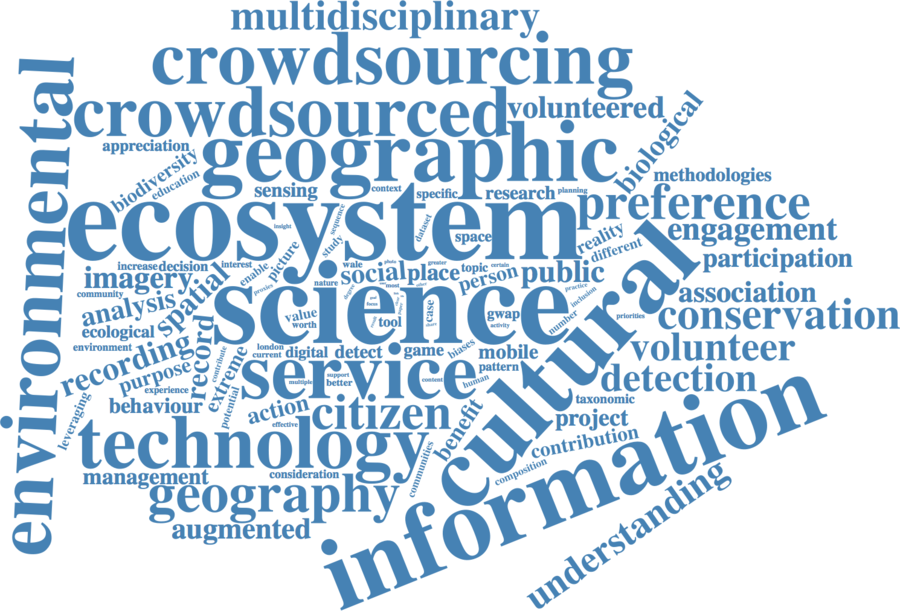 multidisciplinary
crowdsourcing
crowdsourced
volunteered
environmental
geographic
biological
appreciation
biodiversity
education
sensing
context
specific
research
planning
methodologies
ecosystem
preference
insight
sequence
study
dataset
space
reality
different
engagement
participation
increase
decision
interest
enable
picture
wale
photo
greater
certain
imagery
proxies
nature
social
place
topic
person
public
practice
community
analysis
spatial
science
degree
most
case
gwap
activity
number
inclusion
priorities
association
conservation
cultural
ecological
value
worth
tool
environment
recording
record
extreme
contribute
london
current
digital
detect
game
biases
mobile
pattern
volunteer
purpose
experience
service
multiple
support
better
content
human
detection
leveraging
behaviour
potential
action
effective
citizen
benefit
taxonomic
project
technology
contribution
communities
composition
management
consideration
geography
augmented
information
understanding